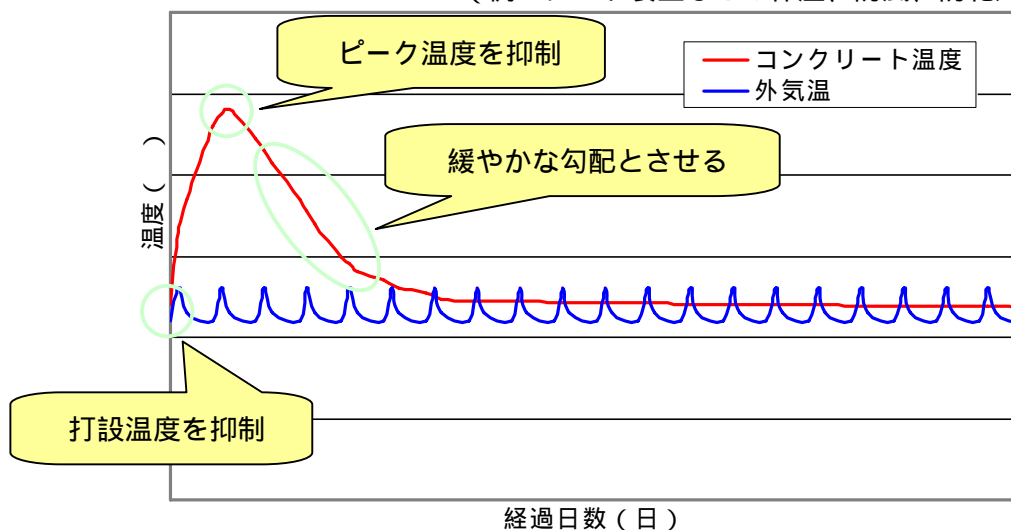 ピーク温度を抑制
コンクリート温度
外気温
緩やかな勾配とさせる
温度( )
打設温度を抑制
経過日数(日)